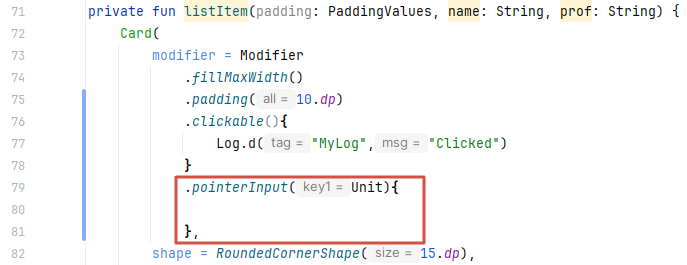 71 private fun listItem(padding: PaddingValues, name: String, prof: String) {
72 Card(
73 modifier = Modifier
74 .fillMaxWidth()
75 .padding( all = 10.dp)
76 .clickable(){
77 Log.d( tag = "MyLog", msg = "Clicked")
78 }
79 .pointerInput( key1 = Unit){
80
81 },
82 shape = RoundedCornerShape( size = 15.dp),